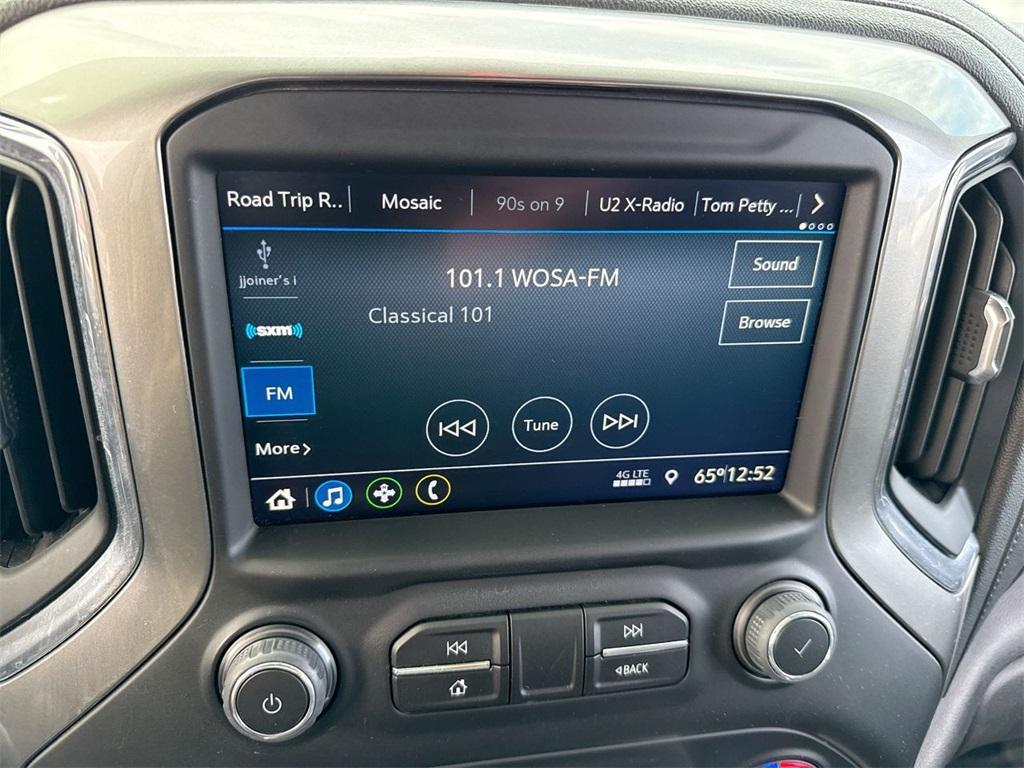 Road Trip R.. Mosaic 90s on 9 U2 X-Radio Tom Petty ...
jjoiner's i
101.1 WOSA-FM
Sound
Classical 101
((sxm))
Browse
FM
Tune
More
4G LTE
65° 12:52
BACK